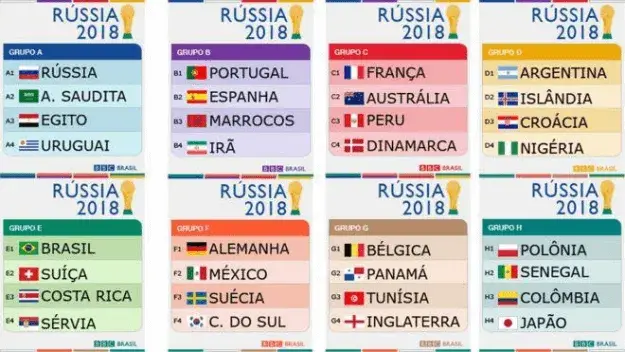 RÚSSIA
2018
GRUPO A
A1 RÚSSIA
A2 A. SAUDITA
A3 EGITO
A4 URUGUAI
BBC BRASIL
RÚSSIA
2018
GRUPO B
B1 PORTUGAL
B2 ESPANHA
B3 MARROCOS
B4 IRÃ
BBC BRASIL
RÚSSIA
2018
GRUPO C
C1 FRANÇA
C2 AUSTRÁLIA
C3 PERU
C4 DINAMARCA
BBC BRASIL
RÚSSIA
2018
GRUPO D
D1 ARGENTINA
D2 ISLÂNDIA
D3 CROÁCIA
D4 NIGÉRIA
BBC BRASIL
RÚSSIA
2018
GRUPO E
E1 BRASIL
E2 SUÍÇA
E3 COSTA RICA
E4 SÉRVIA
BBC BRASIL
RÚSSIA
2018
GRUPO F
F1 ALEMANHA
F2 MÉXICO
F3 SUÉCIA
F4 C. DO SUL
BBC BRASIL
RÚSSIA
2018
GRUPO G
G1 BÉLGICA
G2 PANAMÁ
G3 TUNÍSIA
G4 INGLATERRA
BBC BRASIL
RÚSSIA
2018
GRUPO H
H1 POLÔNIA
H2 SENEGAL
H3 COLÔMBIA
H4 JAPÃO
BBC BRASIL